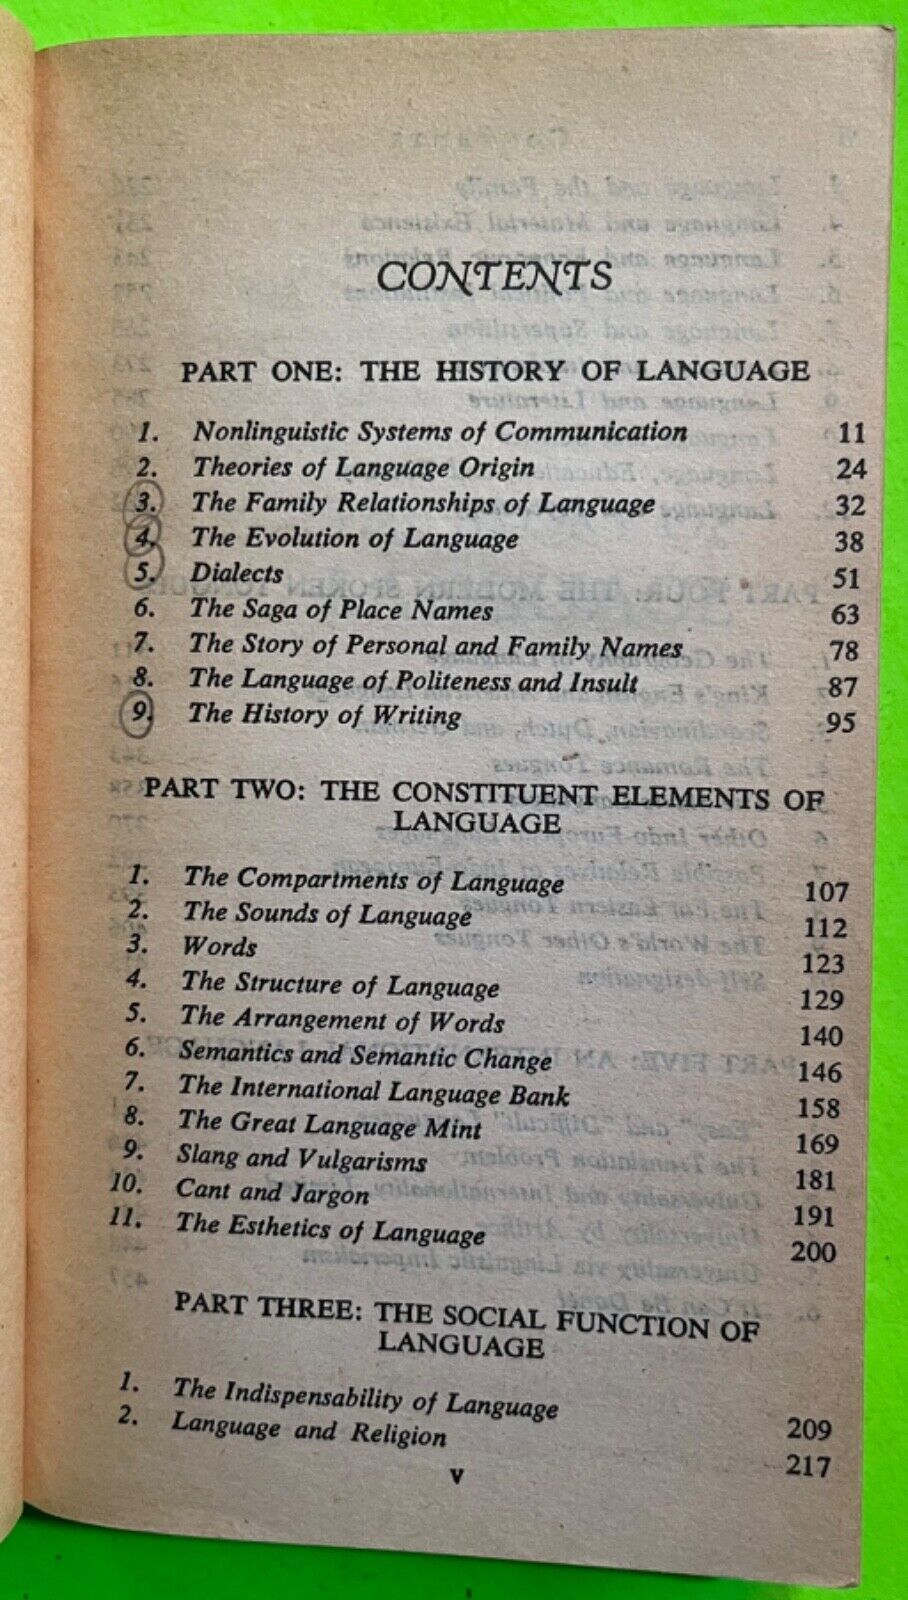 CONTENTS
PART ONE: THE HISTORY OF LANGUAGE
1. Nonlinguistic Systems of Communication 11
2. Theories of Language Origin 24
3. The Family Relationships of Language 32
4. The Evolution of Language 38
5. Dialects 51
6. The Saga of Place Names 63
7. The Story of Personal and Family Names 78
8. The Language of Politeness and Insult 87
9. The History of Writing 95
PART TWO: THE CONSTITUENT ELEMENTS OF
LANGUAGE
1. The Compartments of Language 107
2. The Sounds of Language 112
3. Words 123
4. The Structure of Language 129
5. The Arrangement of Words 140
6. Semantics and Semantic Change 146
7. The International Language Bank 158
8. The Great Language Mint 169
9. Slang and Vulgarisms 181
10. Cant and Jargon 191
11. The Esthetics of Language 200
PART THREE: THE SOCIAL FUNCTION OF
LANGUAGE
1. The Indispensability of Language 209
2. Language and Religion 217
v